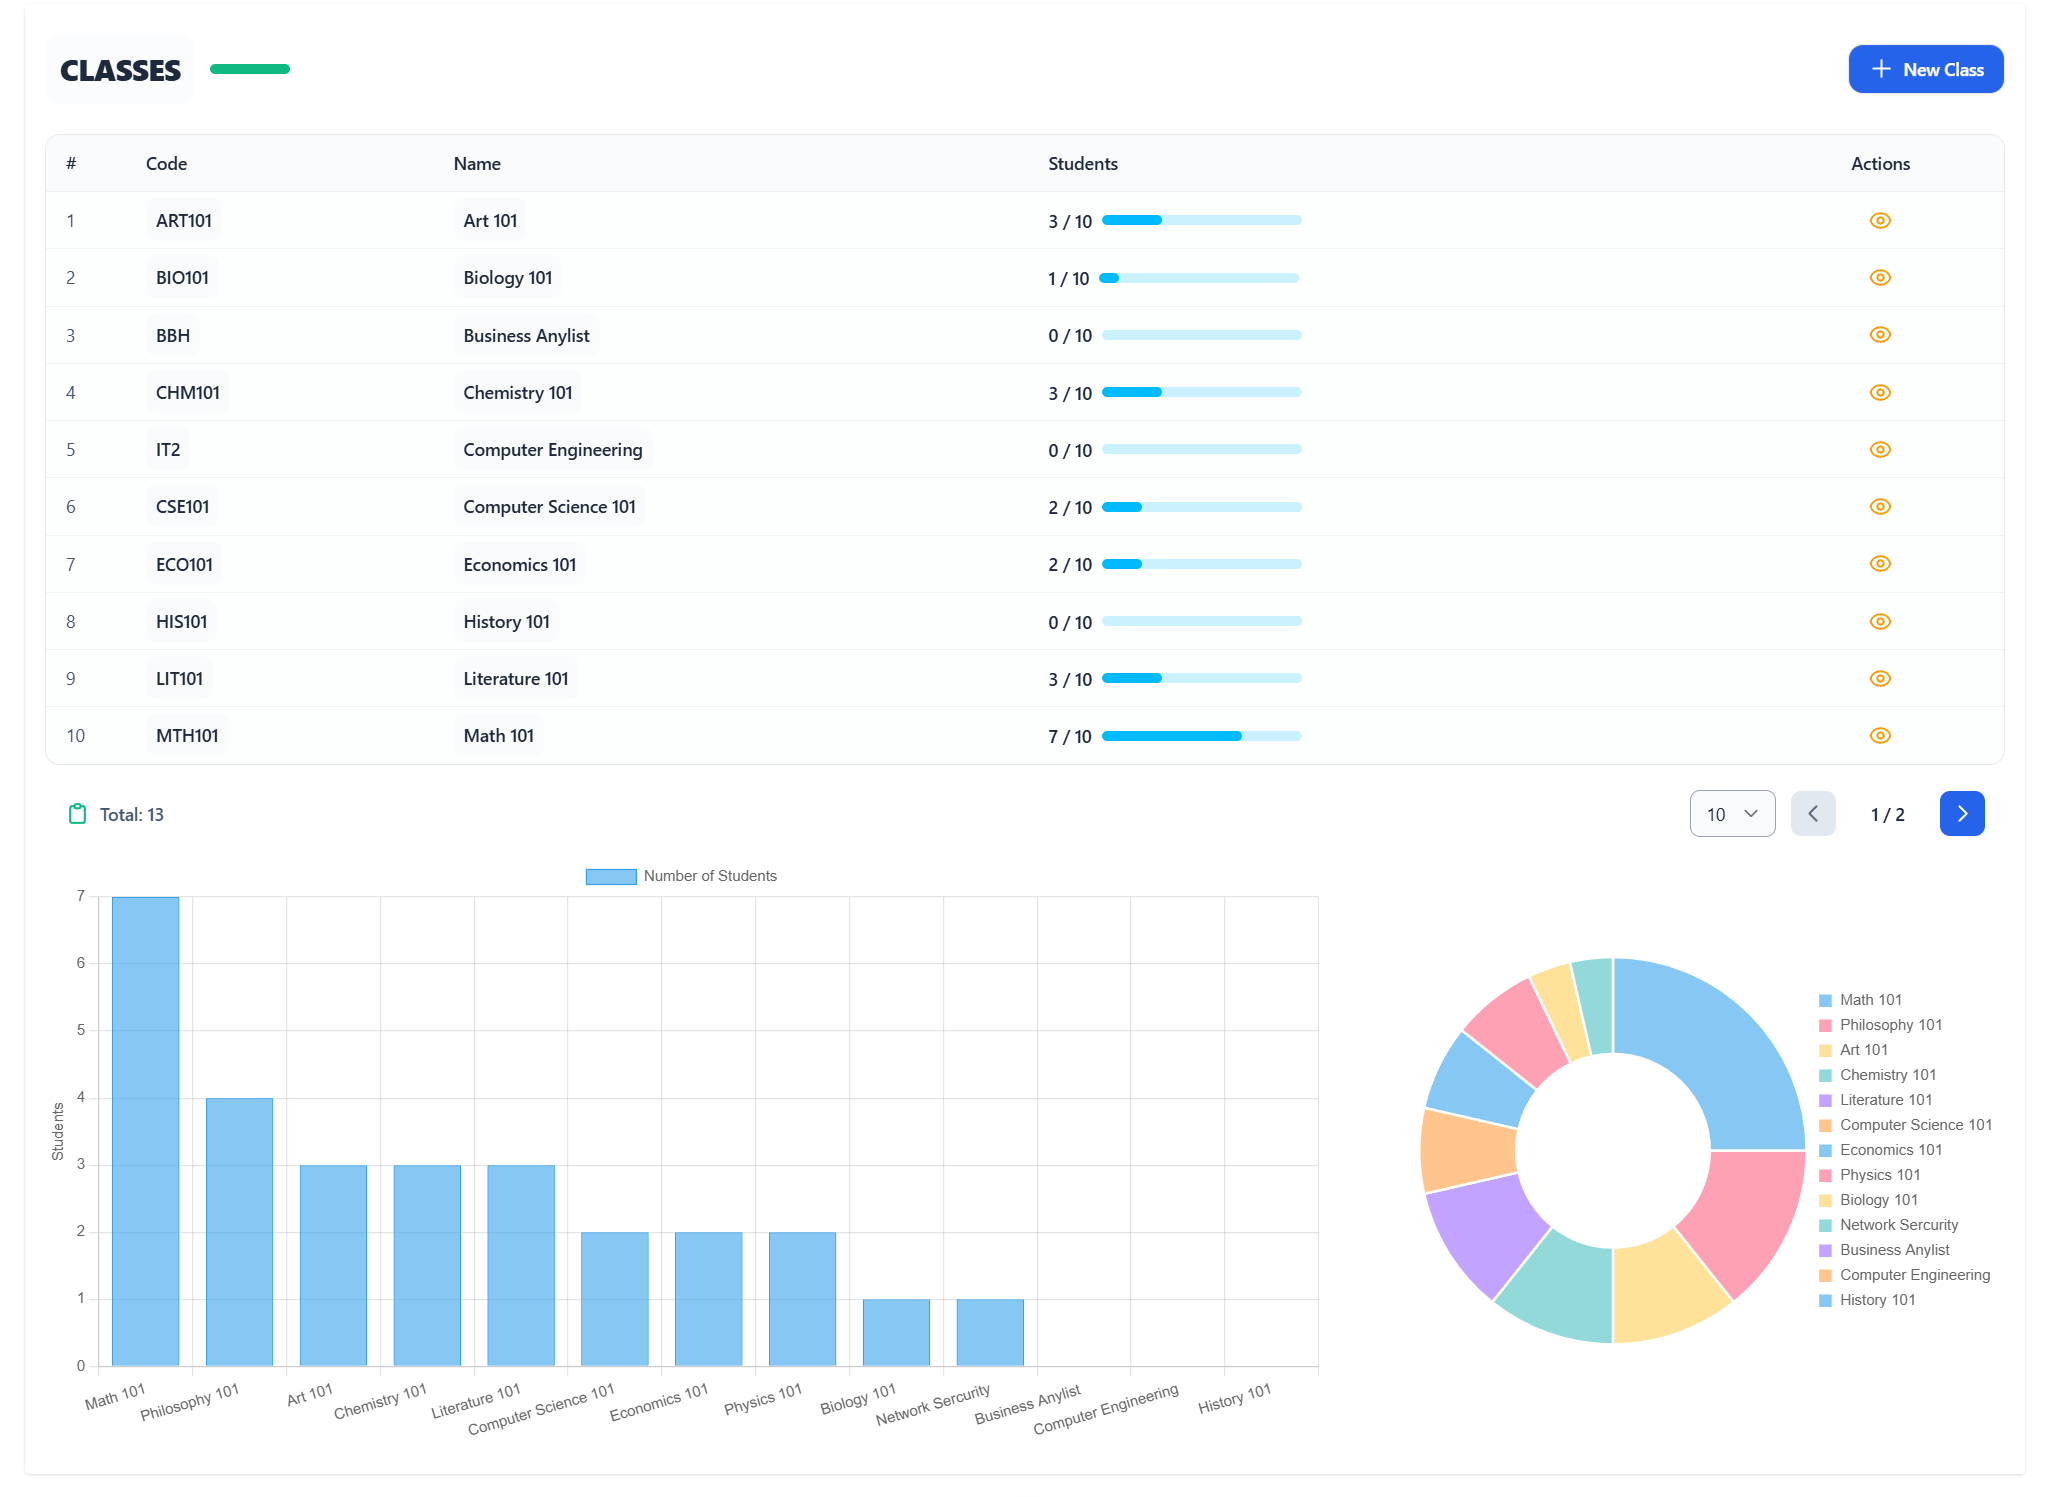 CLASSES
New Class
# Code Name Students Actions
1 ART101 Art 101 3 / 10
2 BIO101 Biology 101 1 / 10
3 BBH Business Anylist 0 / 10
4 CHM101 Chemistry 101 3 / 10
5 IT2 Computer Engineering 0 / 10
6 CSE101 Computer Science 101 2 / 10
7 ECO101 Economics 101 2 / 10
8 HIS101 History 101 0 / 10
9 LIT101 Literature 101 3 / 10
10 MTH101 Math 101 7 / 10
Total: 13
10 1 / 2
Number of Students
7
6
5
4
3
2
1
0
Students
Math 101
Philosophy 101
Art 101
Chemistry 101
Literature 101
Computer Science 101
Economics 101
Physics 101
Biology 101
Network Sercurity
Business Anylist
Computer Engineering
History 101
Math 101
Philosophy 101
Art 101
Chemistry 101
Literature 101
Computer Science 101
Economics 101
Physics 101
Biology 101
Network Sercurity
Business Anylist
Computer Engineering
History 101